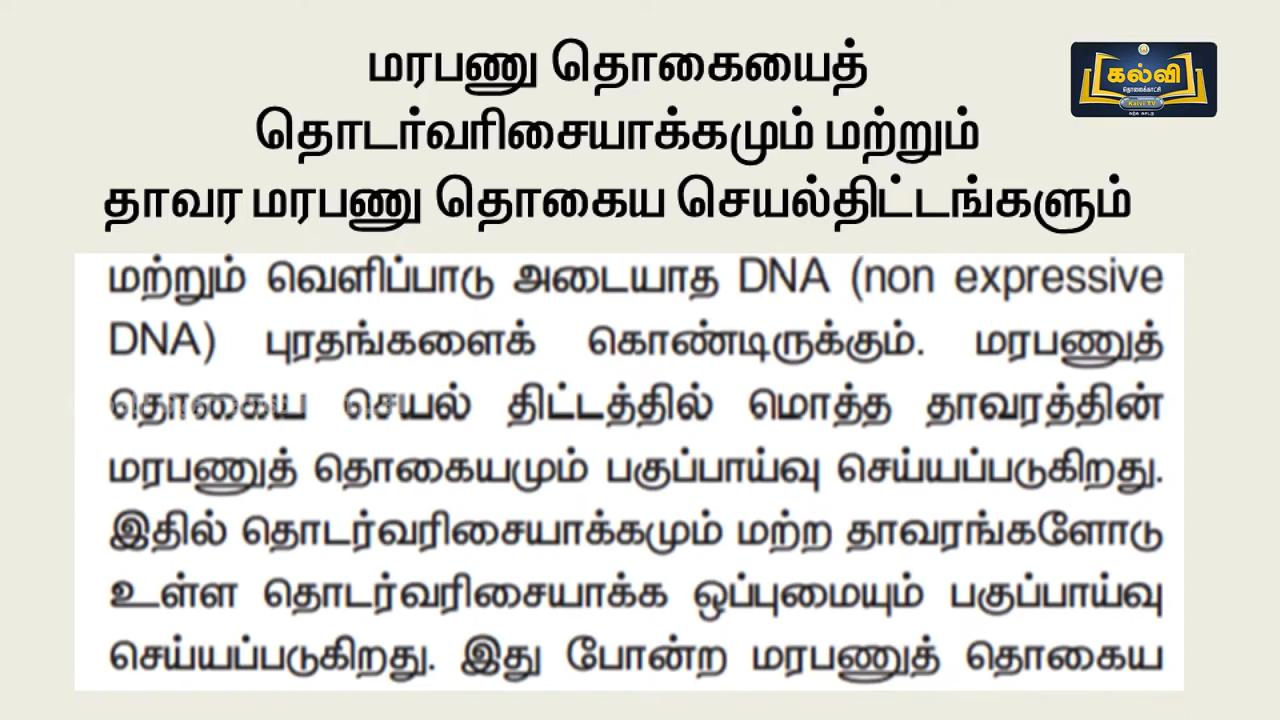 மரபணு தொகையைத்
தொடர்வரிசையாக்கமும் மற்றும்
தாவர மரபணு தொகைய செயல்திட்டங்களும்
கல்வி
தொலைக்காட்சி
Kalvi TV
மற்றும் வெளிப்பாடு அடையாத DNA (non expressive
DNA) புரதங்களைக் கொண்டிருக்கும். மரபணுத்
தொகைய செயல் திட்டத்தில் மொத்த தாவரத்தின்
மரபணுத் தொகையமும் பகுப்பாய்வு செய்யப்படுகிறது.
இதில் தொடர்வரிசையாக்கமும் மற்ற தாவரங்களோடு
உள்ள தொடர்வரிசையாக்க ஒப்புமையும் பகுப்பாய்வு
செய்யப்படுகிறது. இது போன்ற மரபணுத் தொகைய